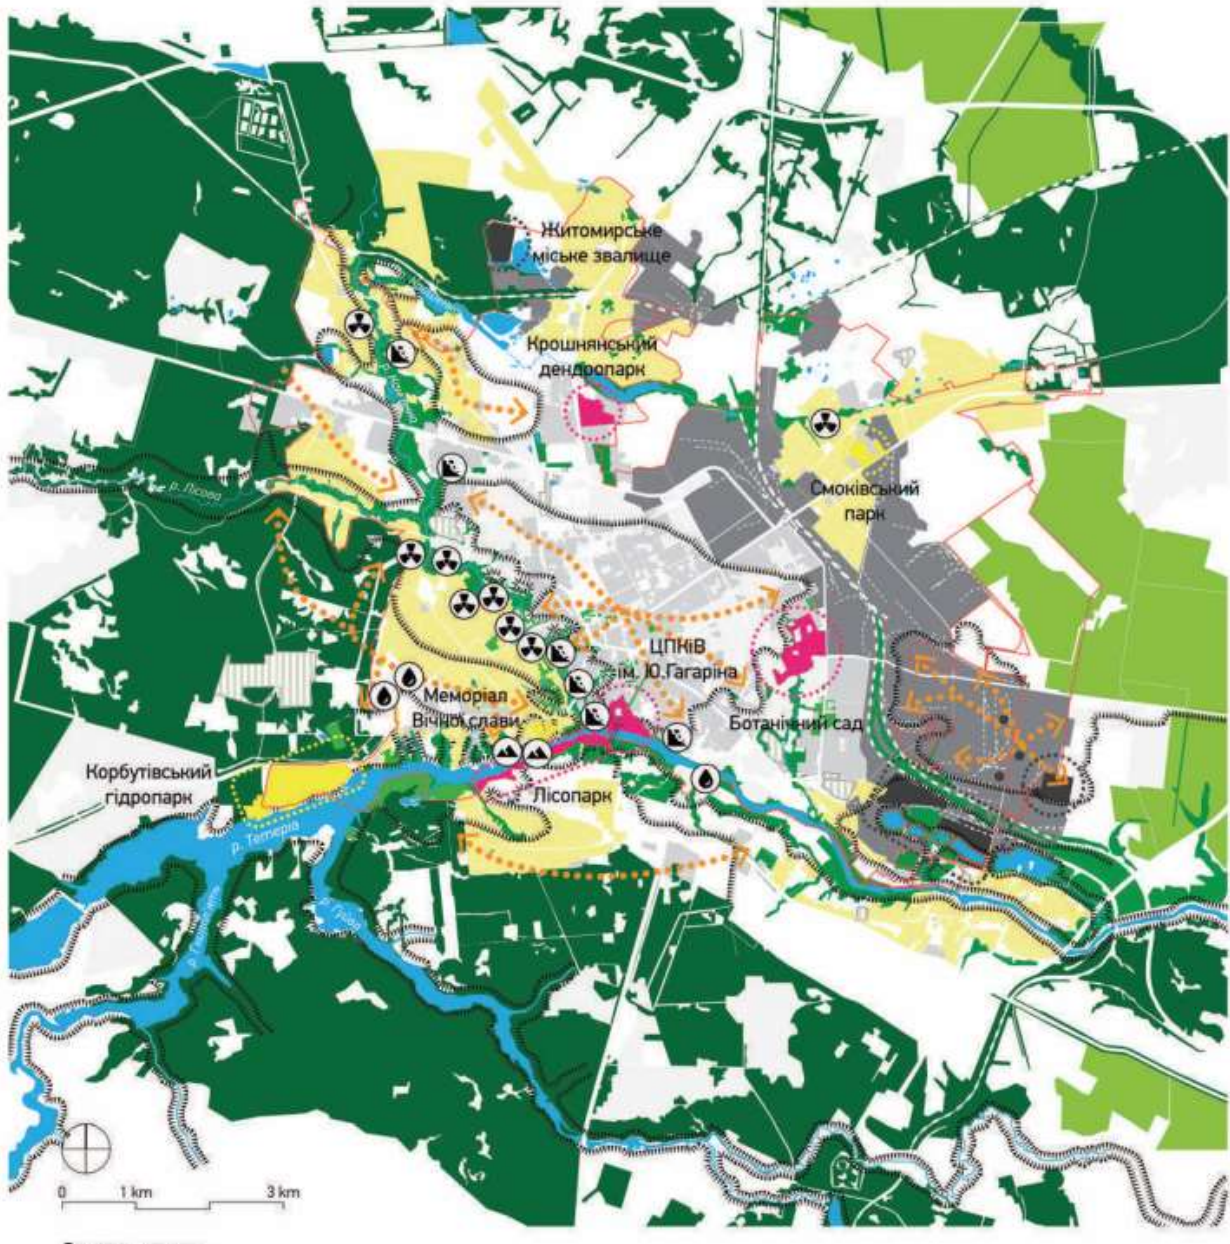 Житомирське
міське звалище
Крошнянський
дендоопарк
р. Лісова
Смоківський
парк
ЦПКіВ
ім. Ю.Гагаріна
Меморіал
Вічної слави
Ботанічний сад
Корбутівський
гідропарк
Лісопарк
р. Тетерів
0 1 km 3 km